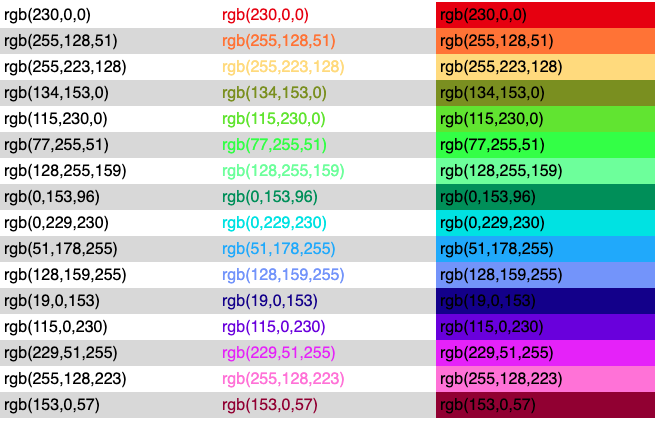 rgb(230,0,0) rgb(230,0,0) rgb(230,0,0)
rgb(255,128,51) rgb(255,128,51) rgb(255,128,51)
rgb(255,223,128) rgb(255,223,128) rgb(255,223,128)
rgb(134,153,0) rgb(134,153,0) rgb(134,153,0)
rgb(115,230,0) rgb(115,230,0) rgb(115,230,0)
rgb(77,255,51) rgb(77,255,51) rgb(77,255,51)
rgb(128,255,159) rgb(128,255,159) rgb(128,255,159)
rgb(0,153,96) rgb(0,153,96) rgb(0,153,96)
rgb(0,229,230) rgb(0,229,230) rgb(0,229,230)
rgb(51,178,255) rgb(51,178,255) rgb(51,178,255)
rgb(128,159,255) rgb(128,159,255) rgb(128,159,255)
rgb(19,0,153) rgb(19,0,153) rgb(19,0,153)
rgb(115,0,230) rgb(115,0,230) rgb(115,0,230)
rgb(229,51,255) rgb(229,51,255) rgb(229,51,255)
rgb(255,128,223) rgb(255,128,223) rgb(255,128,223)
rgb(153,0,57) rgb(153,0,57) rgb(153,0,57)